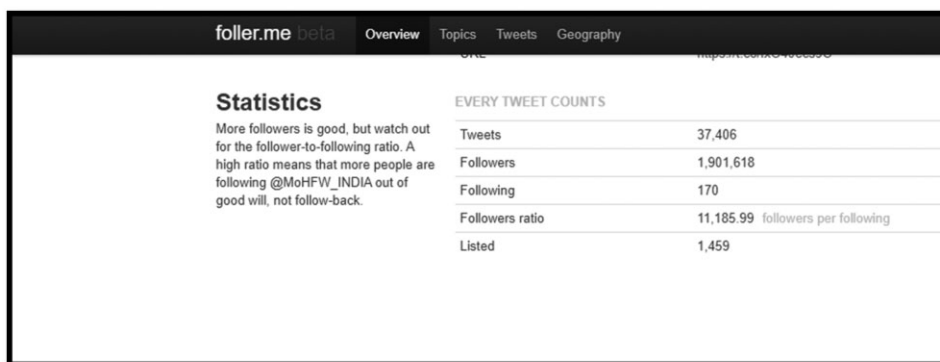 foller.me beta Overview Topics Tweets Geography
Statistics
More followers is good, but watch out
for the follower-to-following ratio. A
high ratio means that more people are
following @MoHFW_INDIA out of
good will, not follow-back.
EVERY TWEET COUNTS
Tweets 37,406
Followers 1,901,618
Following 170
Followers ratio 11,185.99 followers per following
Listed 1,459